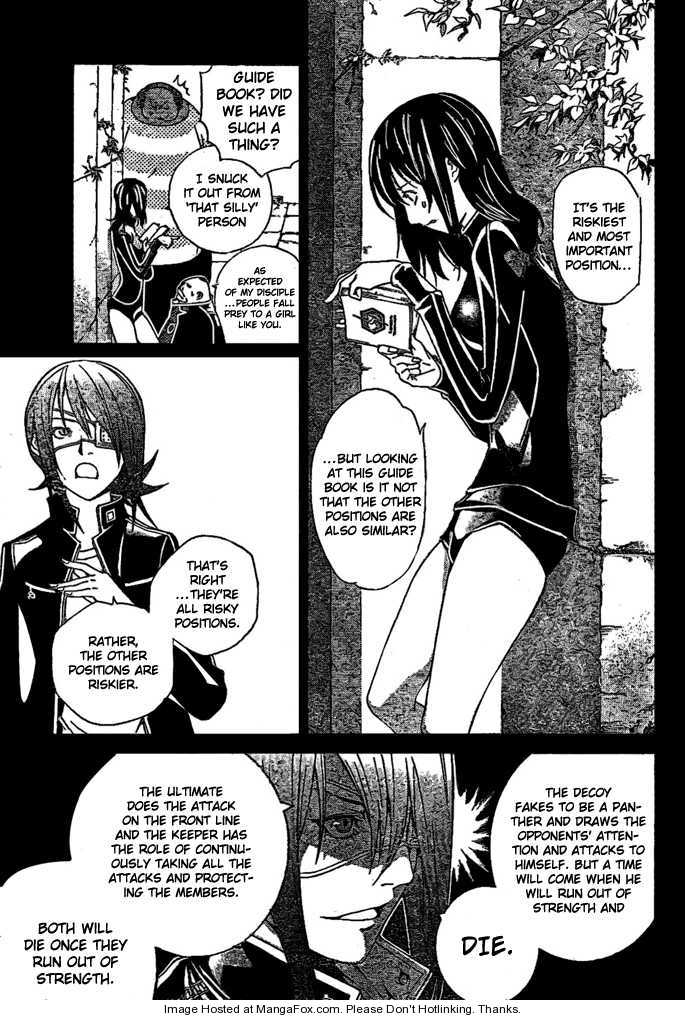 IT'S THE
RISKIEST
AND MOST
IMPORTANT
POSITION...
...BUT LOOKING
AT THIS GUIDE
BOOK IS IT NOT
THAT THE OTHER
POSITIONS ARE
ALSO SIMILAR?
GUIDE
BOOK? DID
WE HAVE
SUCH A
THING?
I SNUCK
IT OUT FROM
'THAT SILLY'
PERSON
AS
EXPECTED
OF MY DISCIPLE
...PEOPLE FALL
PREY TO A GIRL
LIKE YOU.
THAT'S
RIGHT
...THEY'RE
ALL RISKY
POSITIONS.
RATHER,
THE OTHER
POSITIONS ARE
RISKIER.
THE DECOY
FAKES TO BE A PAN-
THER AND DRAWS THE
OPPONENTS' ATTEN-
TION AND ATTACKS TO
HIMSELF. BUT A TIME
WILL COME WHEN HE
WILL RUN OUT OF
STRENGTH AND
DIE.
THE ULTIMATE
DOES THE ATTACK
ON THE FRONT LINE
AND THE KEEPER HAS
THE ROLE OF CONTINU-
OUSLY TAKING ALL THE
ATTACKS AND PROTECT-
ING THE MEMBERS.
BOTH WILL
DIE ONCE THEY
RUN OUT OF
STRENGTH.
Image Hosted at MangaFox.com. Please Don't Hotlinking. Thanks.